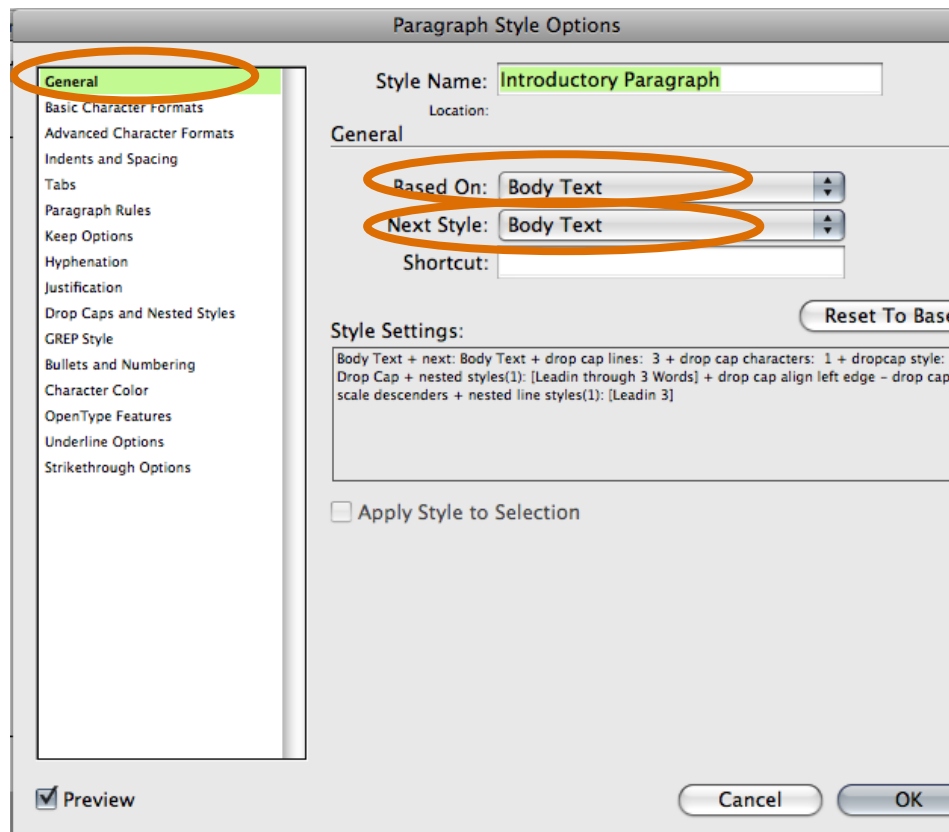 Paragraph Style Options
General
Basic Character Formats
Advanced Character Formats
Indents and Spacing
Tabs
Paragraph Rules
Keep Options
Hyphenation
Justification
Drop Caps and Nested Styles
GREP Style
Bullets and Numbering
Character Color
OpenType Features
Underline Options
Strikethrough Options
Style Name: Introductory Paragraph
Location:
General
Based On: Body Text
Next Style: Body Text
Shortcut:
Reset To Base
Style Settings:
Body Text + next: Body Text + drop cap lines: 3 + drop cap characters: 1 + dropcap style:
Drop Cap + nested styles(1): [Leadin through 3 Words] + drop cap align left edge – drop cap
scale descenders + nested line styles(1): [Leadin 3]
Apply Style to Selection
Preview
Cancel
OK